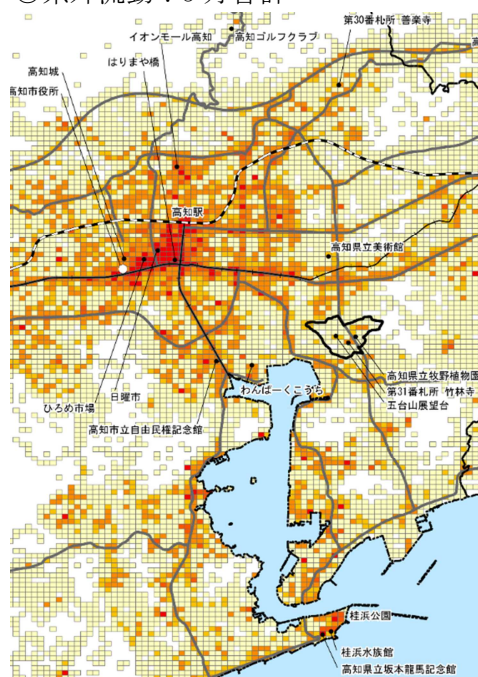 第30番札所 善楽寺
イオンモール高知
高知ゴルフクラブ
はりまや橋
高知城
高知市役所
高知駅
高知県立美術館
高知県立牧野植物園
第31番札所 竹林寺
五台山展望台
わんぱーくこうち
日曜市
ひろめ市場
高知市立自由民権記念館
桂浜公園
桂浜水族館
高知県立坂本龍馬記念館